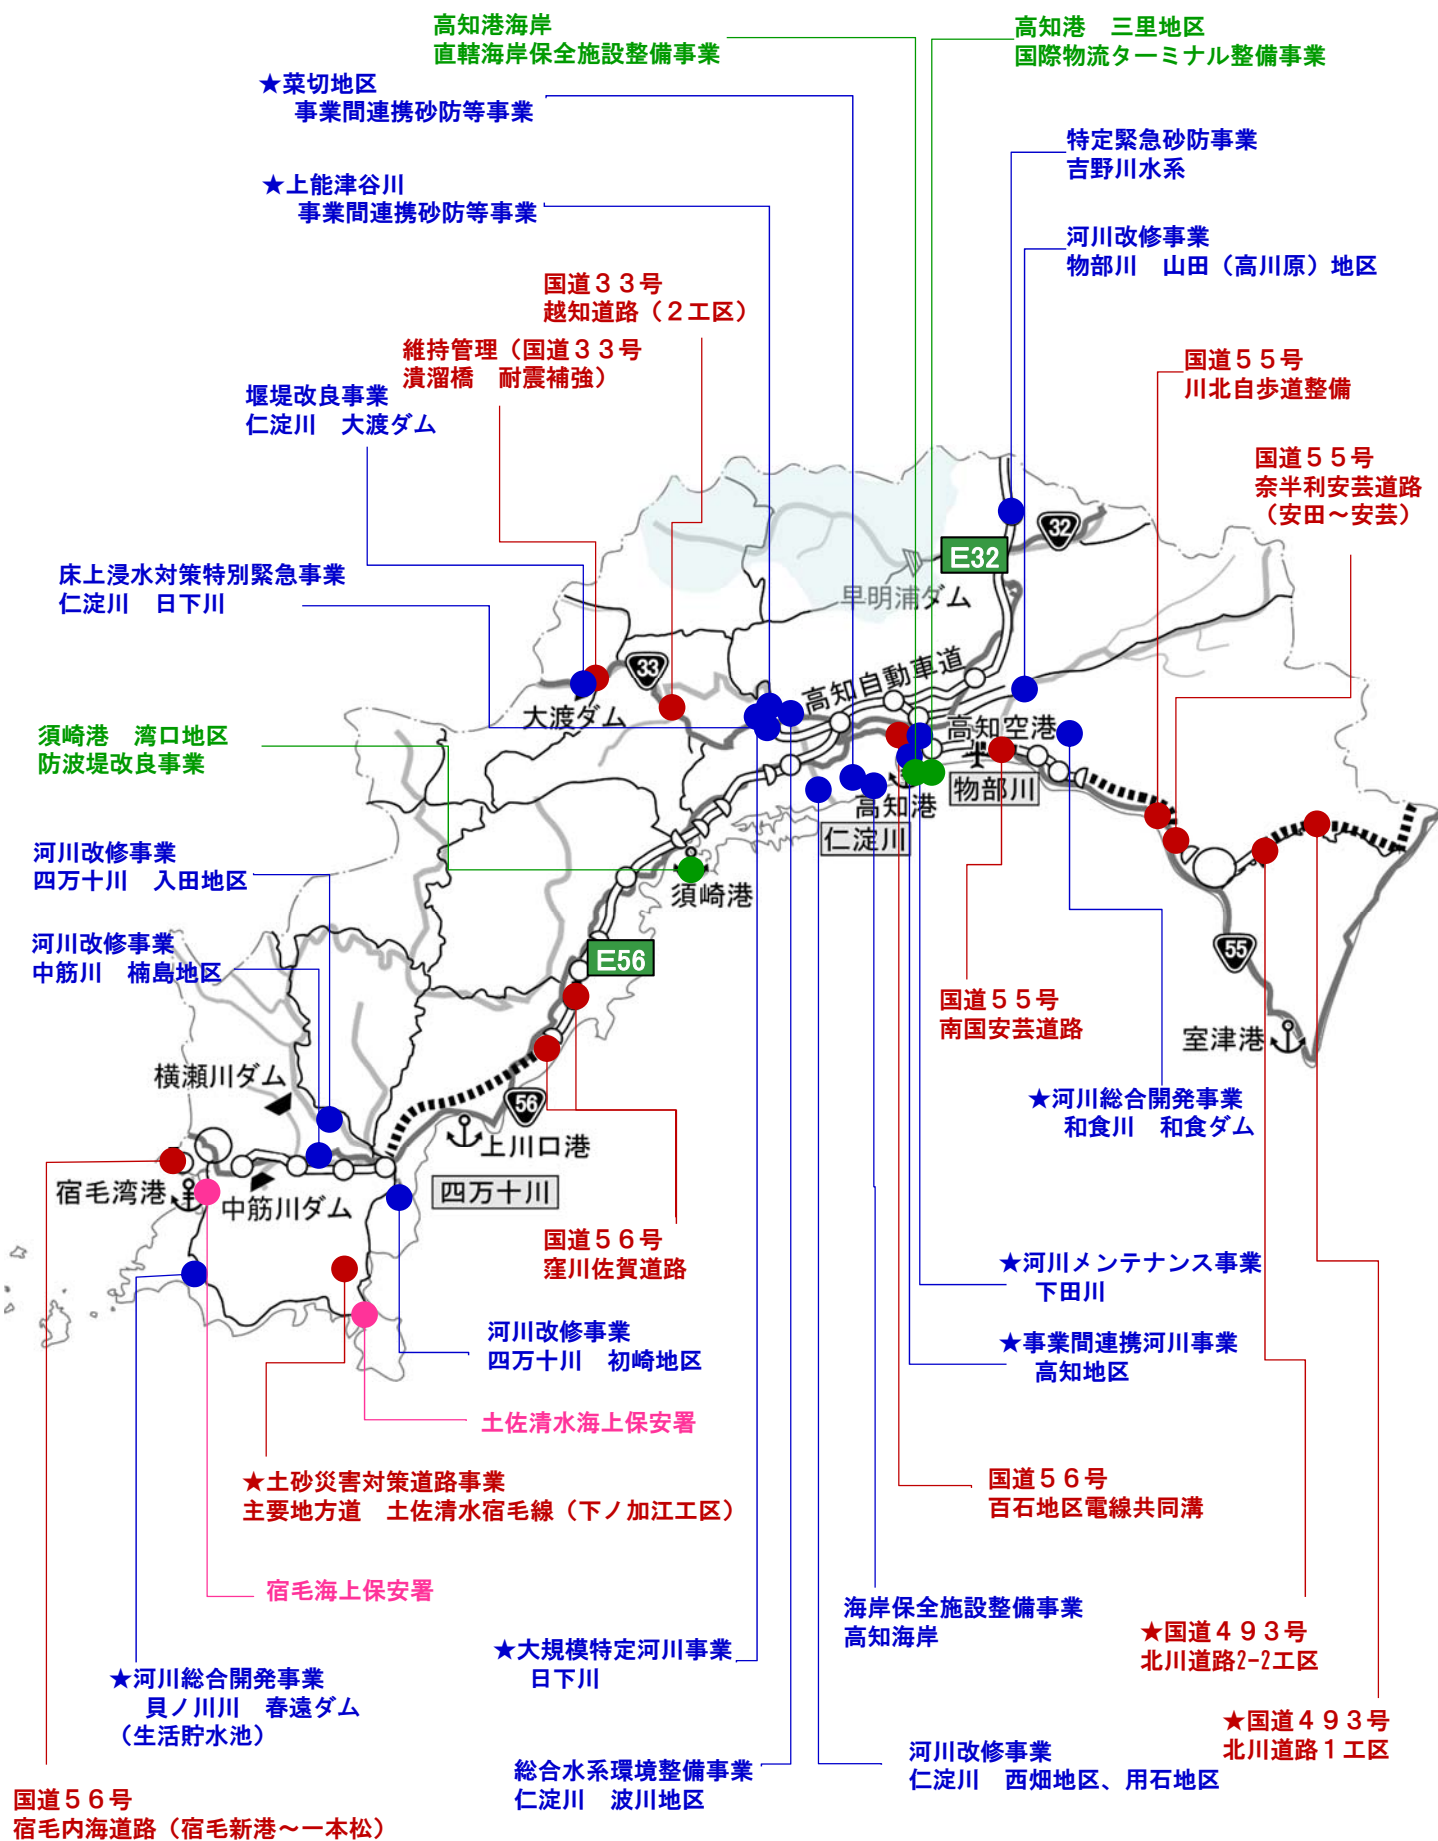 高知港海岸
直轄海岸保全施設整備事業
高知港　三里地区
国際物流ターミナル整備事業
★菜切地区
事業間連携砂防等事業
特定緊急砂防事業
吉野川水系
★上能津谷川
事業間連携砂防等事業
河川改修事業
物部川　山田（高川原）地区
国道３３号
越知道路（２工区）
維持管理（国道３３号
潰溜橋　耐震補強）
国道５５号
川北自歩道整備
堰堤改良事業
仁淀川　大渡ダム
国道５５号
奈半利安芸道路
（安田～安芸）
32
E32
床上浸水対策特別緊急事業
仁淀川　日下川
早明浦ダム
33
高知自動車道
大渡ダム
高知空港
須崎港　湾口地区
防波堤改良事業
物部川
高知港
仁淀川
河川改修事業
四万十川　入田地区
須崎港
河川改修事業
中筋川　楠島地区
E56
55
国道５５号
南国安芸道路
室津港
横瀬川ダム
56
上川口港
★河川総合開発事業
和食川　和食ダム
宿毛湾港
中筋川ダム
四万十川
国道５６号
窪川佐賀道路
★河川メンテナンス事業
下田川
河川改修事業
四万十川　初崎地区
★事業間連携河川事業
高知地区
土佐清水海上保安署
★土砂災害対策道路事業
主要地方道　土佐清水宿毛線（下ノ加江工区）
国道５６号
百石地区電線共同溝
宿毛海上保安署
海岸保全施設整備事業
高知海岸
★国道４９３号
北川道路2-2工区
★大規模特定河川事業
日下川
★河川総合開発事業
貝ノ川川　春遠ダム
（生活貯水池）
★国道４９３号
北川道路１工区
河川改修事業
仁淀川　西畑地区、用石地区
総合水系環境整備事業
仁淀川　波川地区
国道５６号
宿毛内海道路（宿毛新港～一本松）